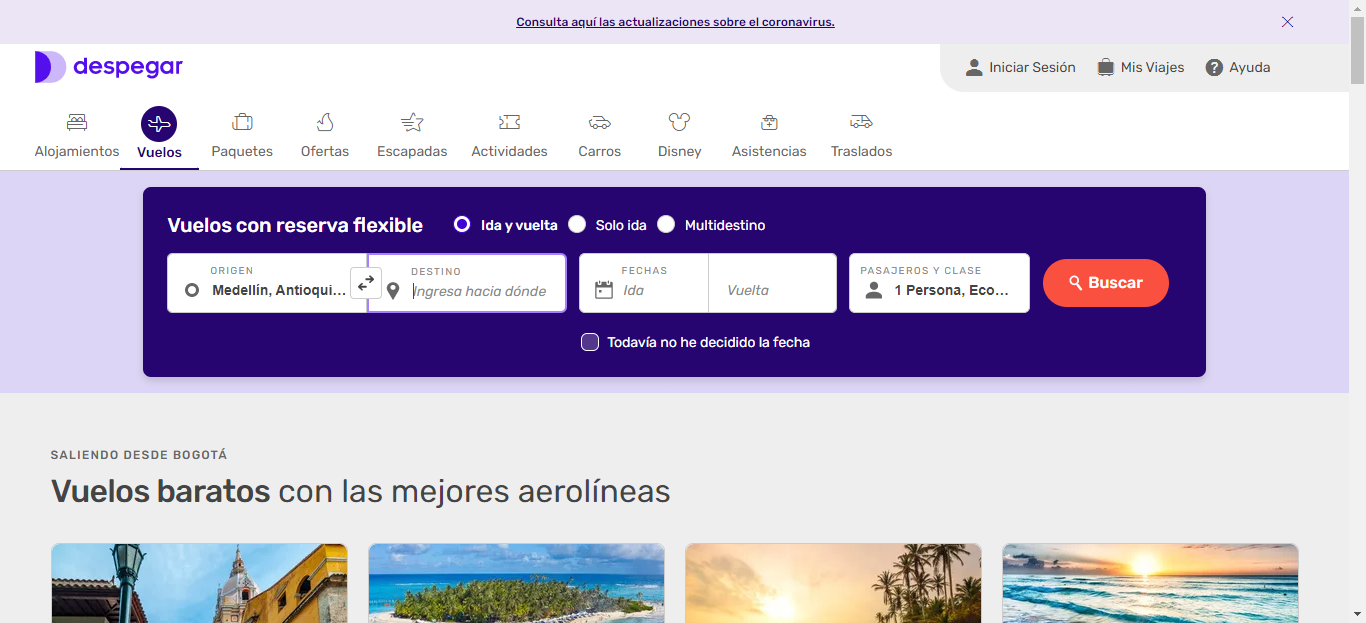 Consulta aquí las actualizaciones sobre el coronavirus.
despegar
Iniciar Sesión Mis Viajes Ayuda
Alojamientos Vuelos Paquetes Ofertas Escapadas Actividades Carros Disney Asistencias Traslados
Vuelos con reserva flexible Ida y vuelta Solo ida Multidestino
ORIGEN DESTINO FECHAS PASAJEROS Y CLASE
Medellín, Antioqui... Ingresa hacia dónde Ida Vuelta 1 Persona, Eco... Buscar
Todavía no he decidido la fecha
SALIENDO DESDE BOGOTÁ
Vuelos baratos con las mejores aerolíneas